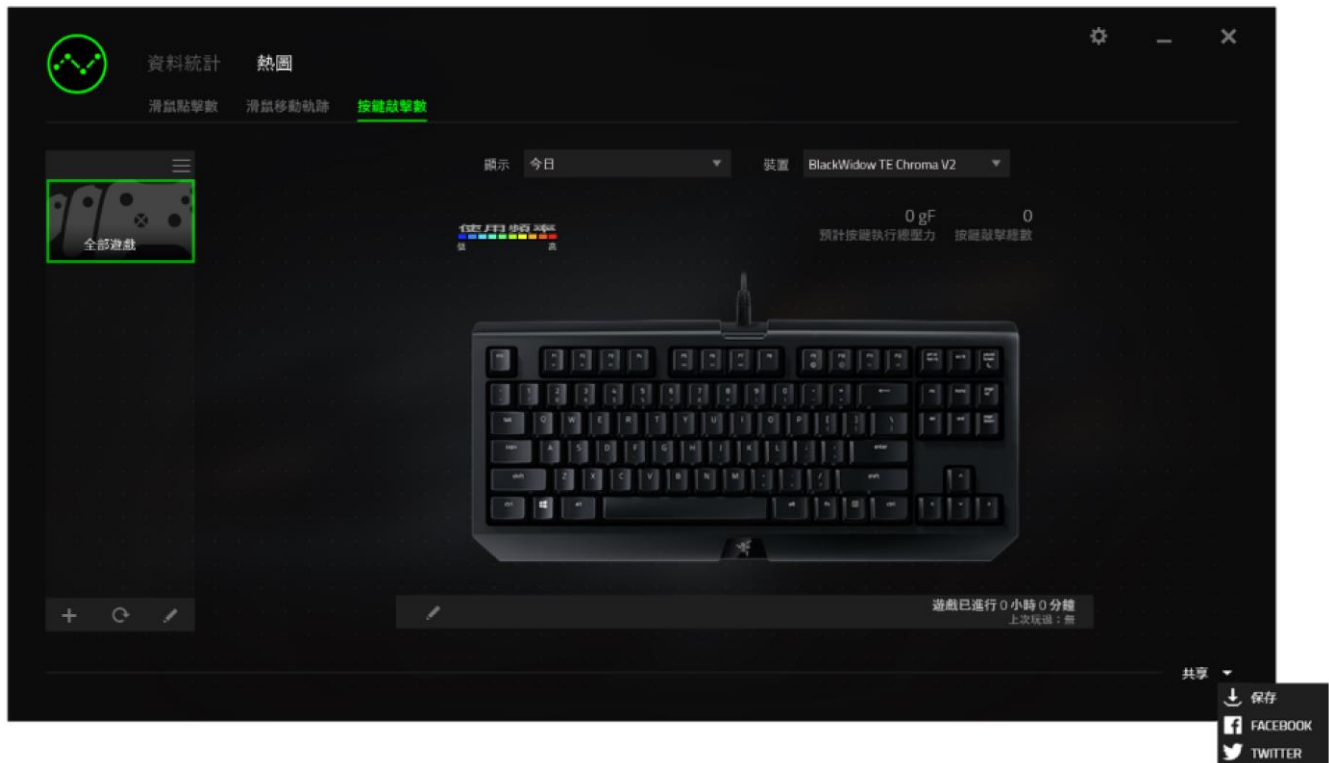 資料統計 熱圖
滑鼠點擊數 滑鼠移動軌跡 按鍵敲擊數
顯示 今日 裝置 BlackWidow TE Chroma V2
全部遊戲
使用頻率
低 高
0 gF 0
預計按鍵執行總壓力 按鍵敲擊總數
Q W E R T Y U I O P
A S D F G H J K L
Z X C V B N M
遊戲已進行 0 小時 0 分鐘
上次玩過：無
共享
保存
FACEBOOK
TWITTER